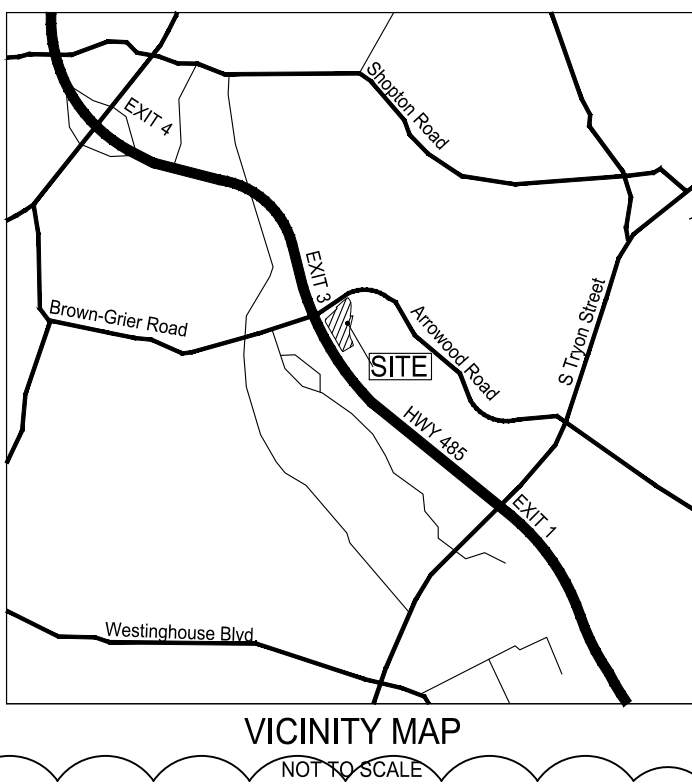 Shopton Road
EXIT 4
EXIT 3
Brown-Grier Road
Arrowood Road
S Tryon Street
SITE
HWY 485
EXIT 1
Westinghouse Blvd.
VICINITY MAP
NOT TO SCALE